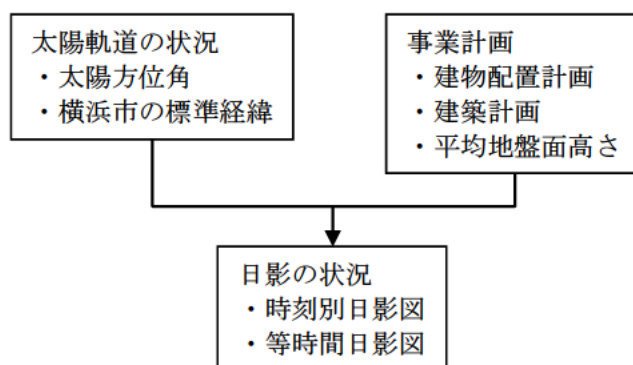 太陽軌道の状況
・太陽方位角
・横浜市の標準経緯
事業計画
・建物配置計画
・建築計画
・平均地盤面高さ
日影の状況
・時刻別日影図
・等時間日影図